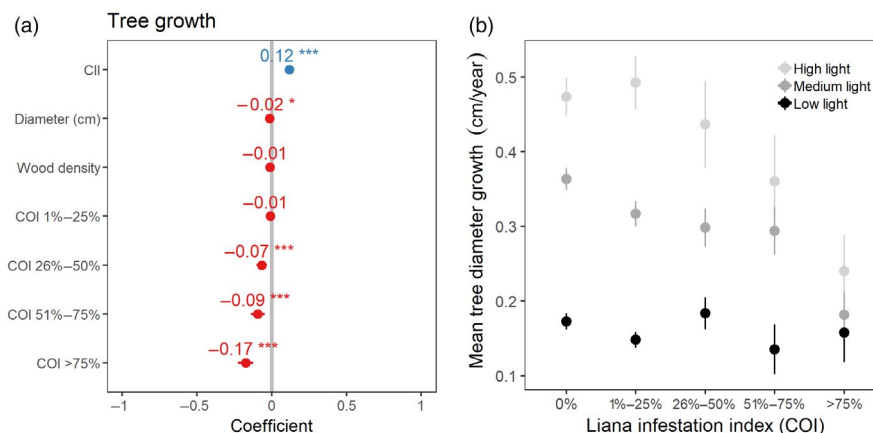 (a)
Tree growth
CII
Diameter (cm)
Wood density
COI 1%–25%
COI 26%–50%
COI 51%–75%
COI >75%
0.12 ***
−0.02 *
−0.01
−0.01
−0.07 ***
−0.09 ***
−0.17 ***
−1
−0.5
0
0.5
1
Coefficient
(b)
Mean tree diameter growth (cm/year)
0.5
0.4
0.3
0.2
0.1
High light
Medium light
Low light
0%
1%–25%
26%–50%
51%–75%
>75%
Liana infestation index (COI)